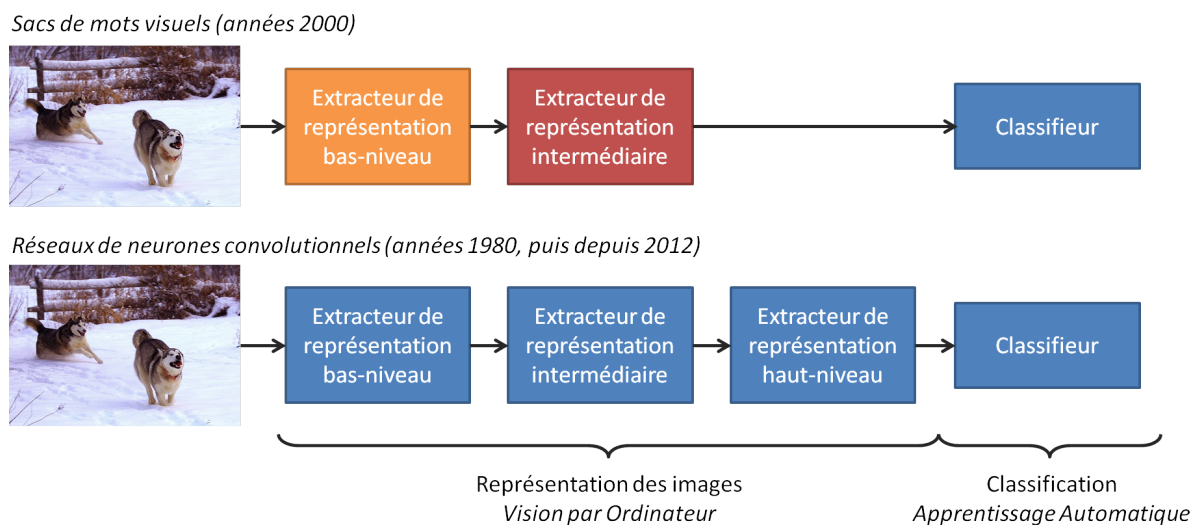 Sacs de mots visuels (années 2000)
Extracteur de
représentation
bas-niveau
Extracteur de
représentation
intermédiaire
Classifieur
Réseaux de neurones convolutionnels (années 1980, puis depuis 2012)
Extracteur de
représentation
bas-niveau
Extracteur de
représentation
intermédiaire
Extracteur de
représentation
haut-niveau
Classifieur
Représentation des images
Vision par Ordinateur
Classification
Apprentissage Automatique